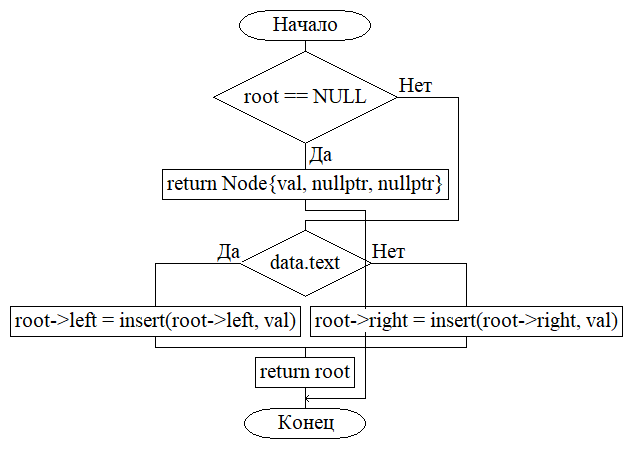 Начало
root == NULL
Нет
Да
return Node{val, nullptr, nullptr}
Да
data.text
Нет
root->left = insert(root->left, val)
root->right = insert(root->right, val)
return root
Конец